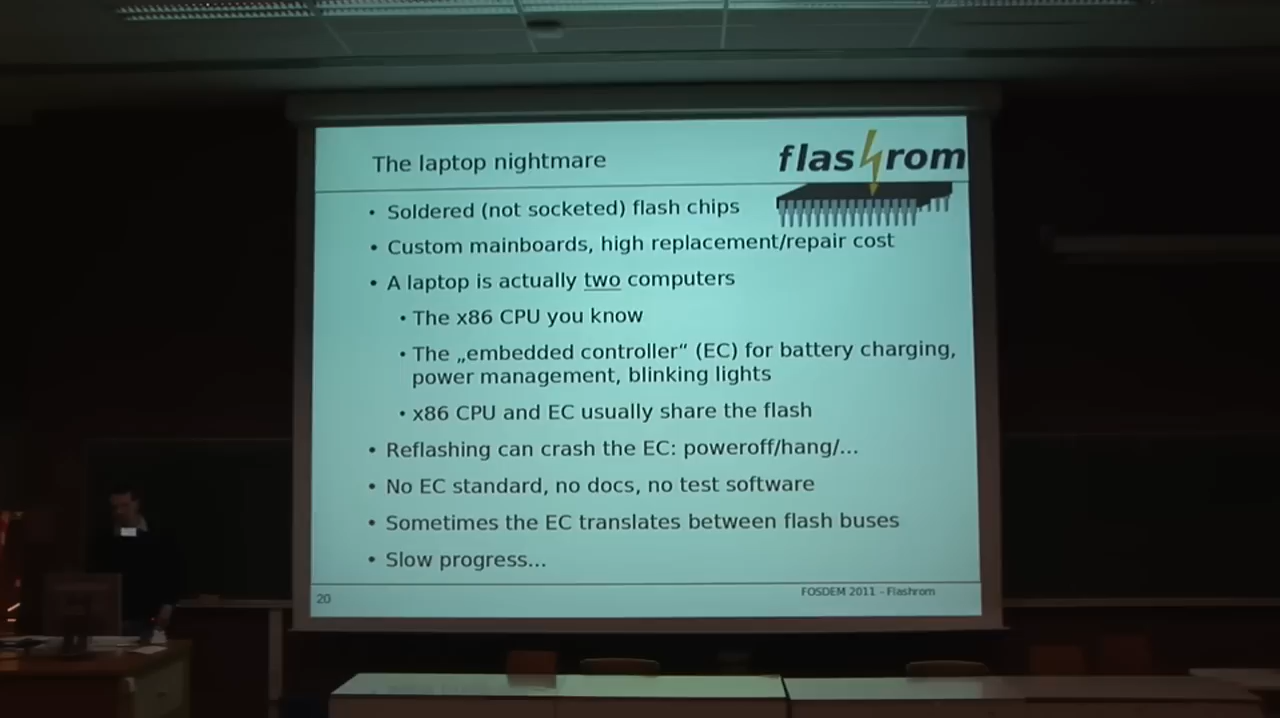 The laptop nightmare
flas rom
• Soldered (not socketed) flash chips
• Custom mainboards, high replacement/repair cost
• A laptop is actually two computers
• The x86 CPU you know
• The „embedded controller“ (EC) for battery charging,
power management, blinking lights
• x86 CPU and EC usually share the flash
• Reflashing can crash the EC: poweroff/hang/...
• No EC standard, no docs, no test software
• Sometimes the EC translates between flash buses
• Slow progress...
20
FOSDEM 2011 - Flashrom